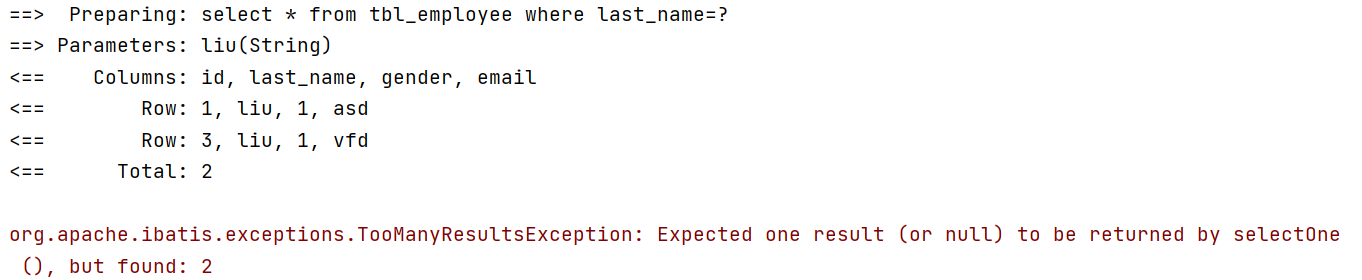 ==>  Preparing: select * from tbl_employee where last_name=?
==> Parameters: liu(String)
<==    Columns: id, last_name, gender, email
<==        Row: 1, liu, 1, asd
<==        Row: 3, liu, 1, vfd
<==      Total: 2
org.apache.ibatis.exceptions.TooManyResultsException: Expected one result (or null) to be returned by selectOne
 (), but found: 2